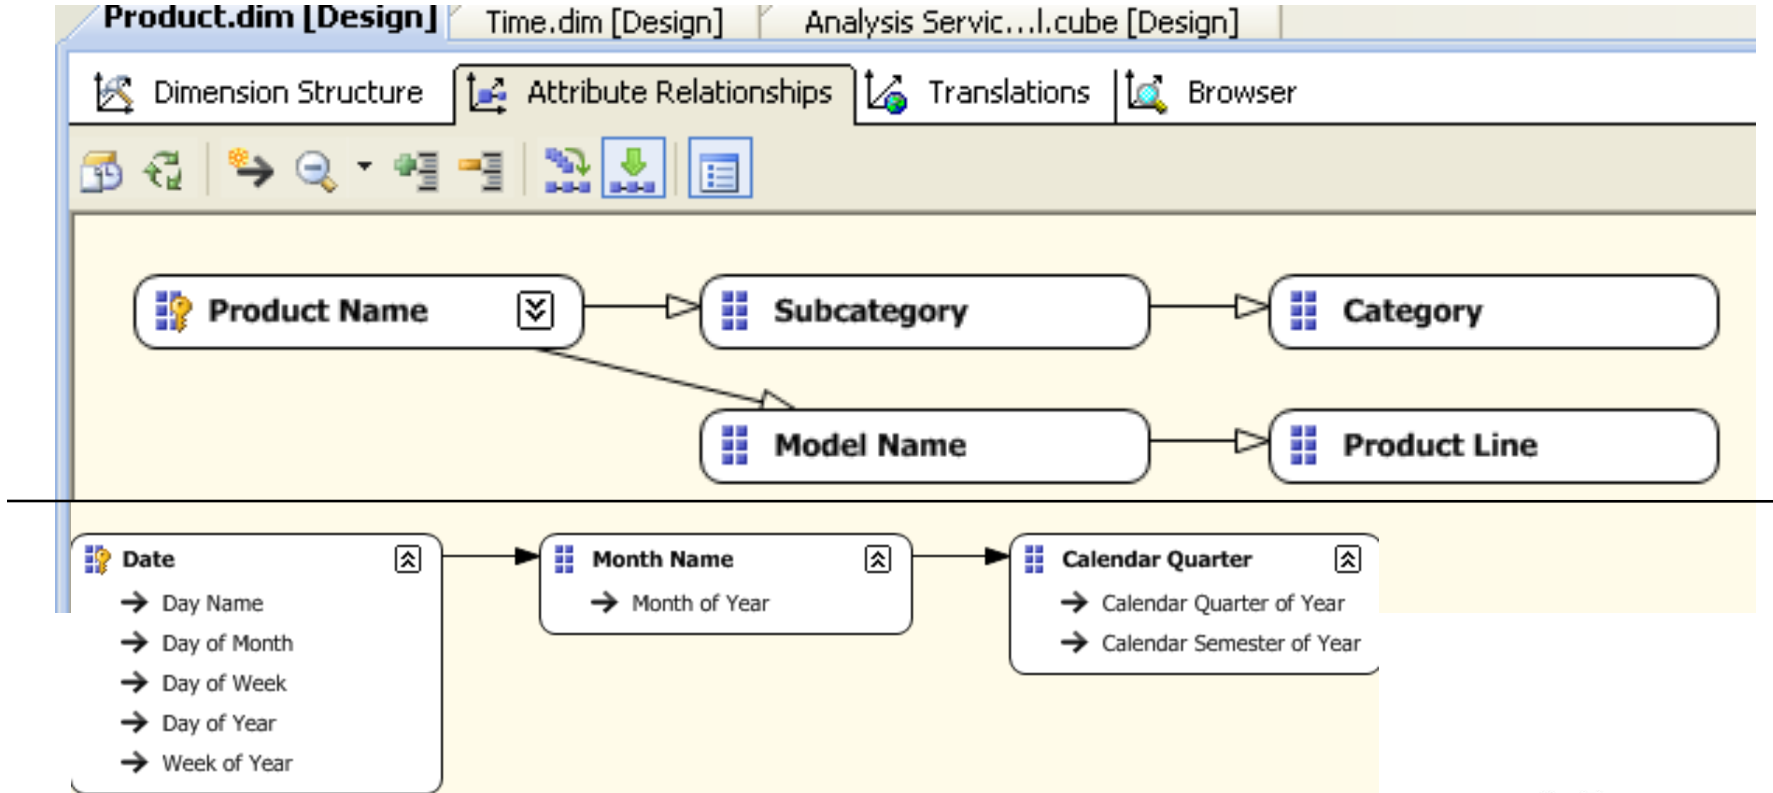 Product.dim [Design] Time.dim [Design] Analysis Servic...l.cube [Design]
Dimension Structure Attribute Relationships Translations Browser
Product Name Subcategory Category
Model Name Product Line
Date Month Name Calendar Quarter
Day Name Month of Year Calendar Quarter of Year
Day of Month Calendar Semester of Year
Day of Week
Day of Year
Week of Year